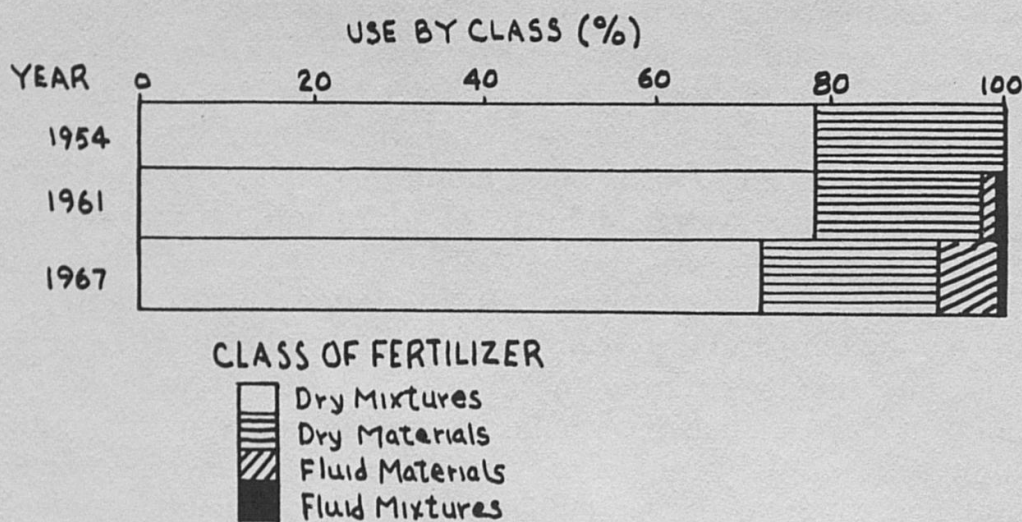 USE BY CLASS (%)
YEAR 0 20 40 60 80 100
1954
1961
1967
CLASS OF FERTILIZER
Dry Mixtures
Dry Materials
Fluid Materials
Fluid Mixtures